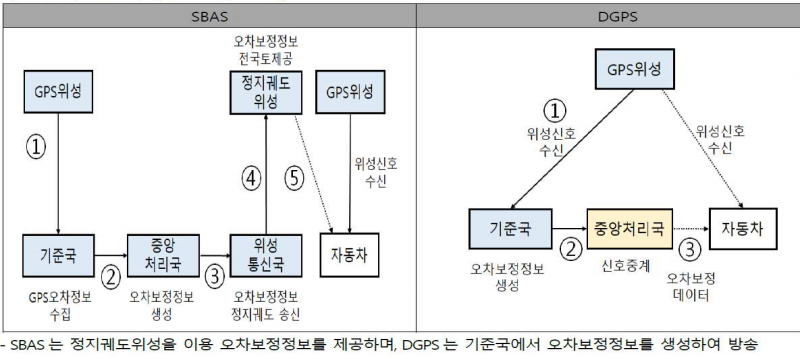 SBAS
DGPS
오차보정정보
전국토제공
GPS위성
정지궤도
위성
GPS위성
①
④
⑤
위성신호
수신
기준국
②
중앙
처리국
③
위성
통신국
자동차
GPS오차정보
수집
오차보정정보
생성
오차보정정보
정지궤도 송신
GPS위성
①
위성신호
수신
위성신호
수신
기준국
②
중앙처리국
③
자동차
오차보정정보
생성
신호중계
오차보정
데이터
- SBAS 는 정지궤도위성을 이용 오차보정정보를 제공하며, DGPS 는 기준국에서 오차보정정보를 생성하여 방송